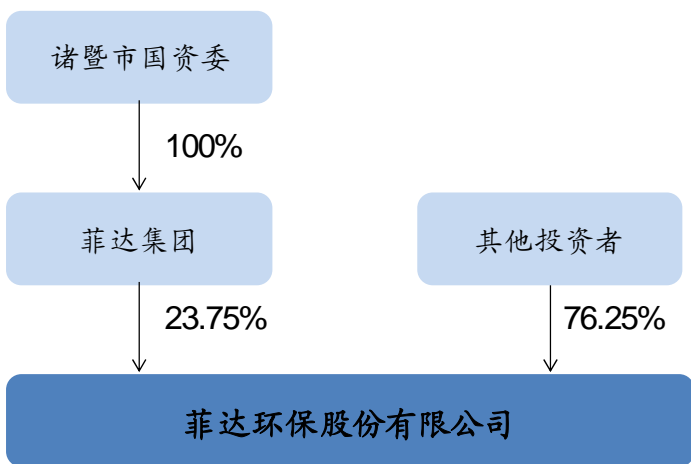 诸暨市国资委
100%
菲达集团
其他投资者
23.75%
76.25%
菲达环保股份有限公司